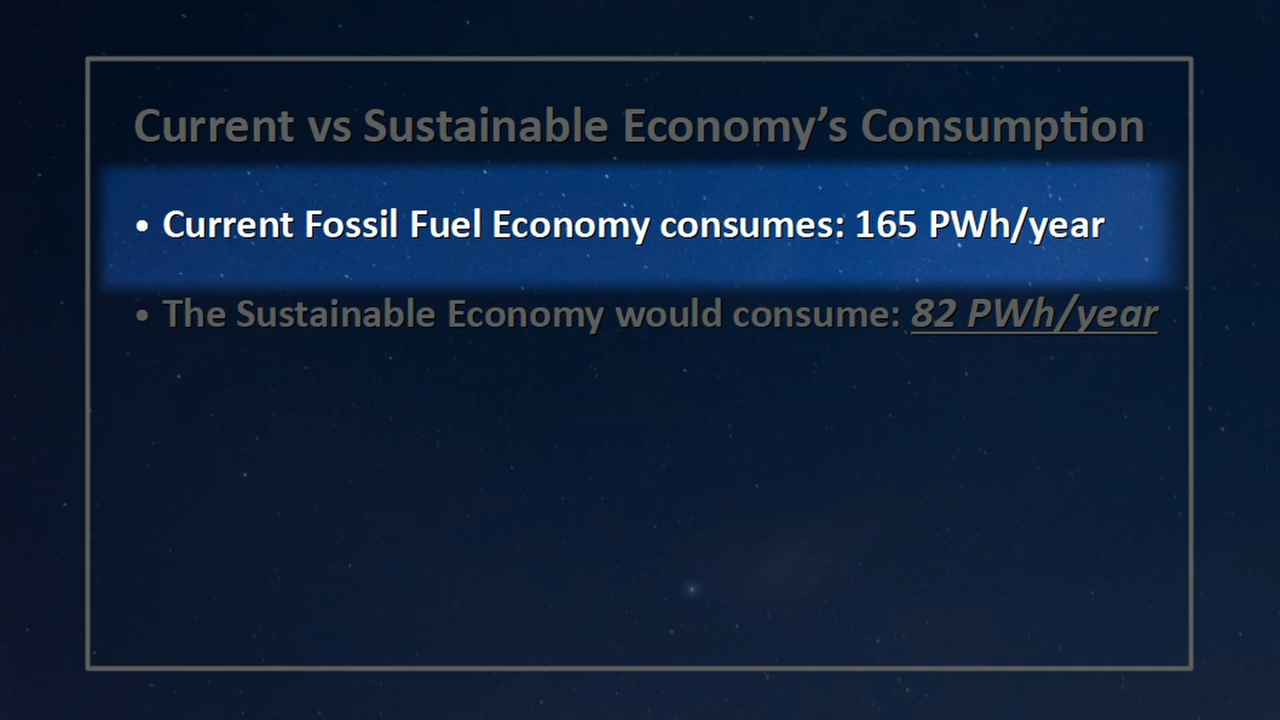 Current vs Sustainable Economy’s Consumption
• Current Fossil Fuel Economy consumes: 165 PWh/year
• The Sustainable Economy would consume: 82 PWh/year